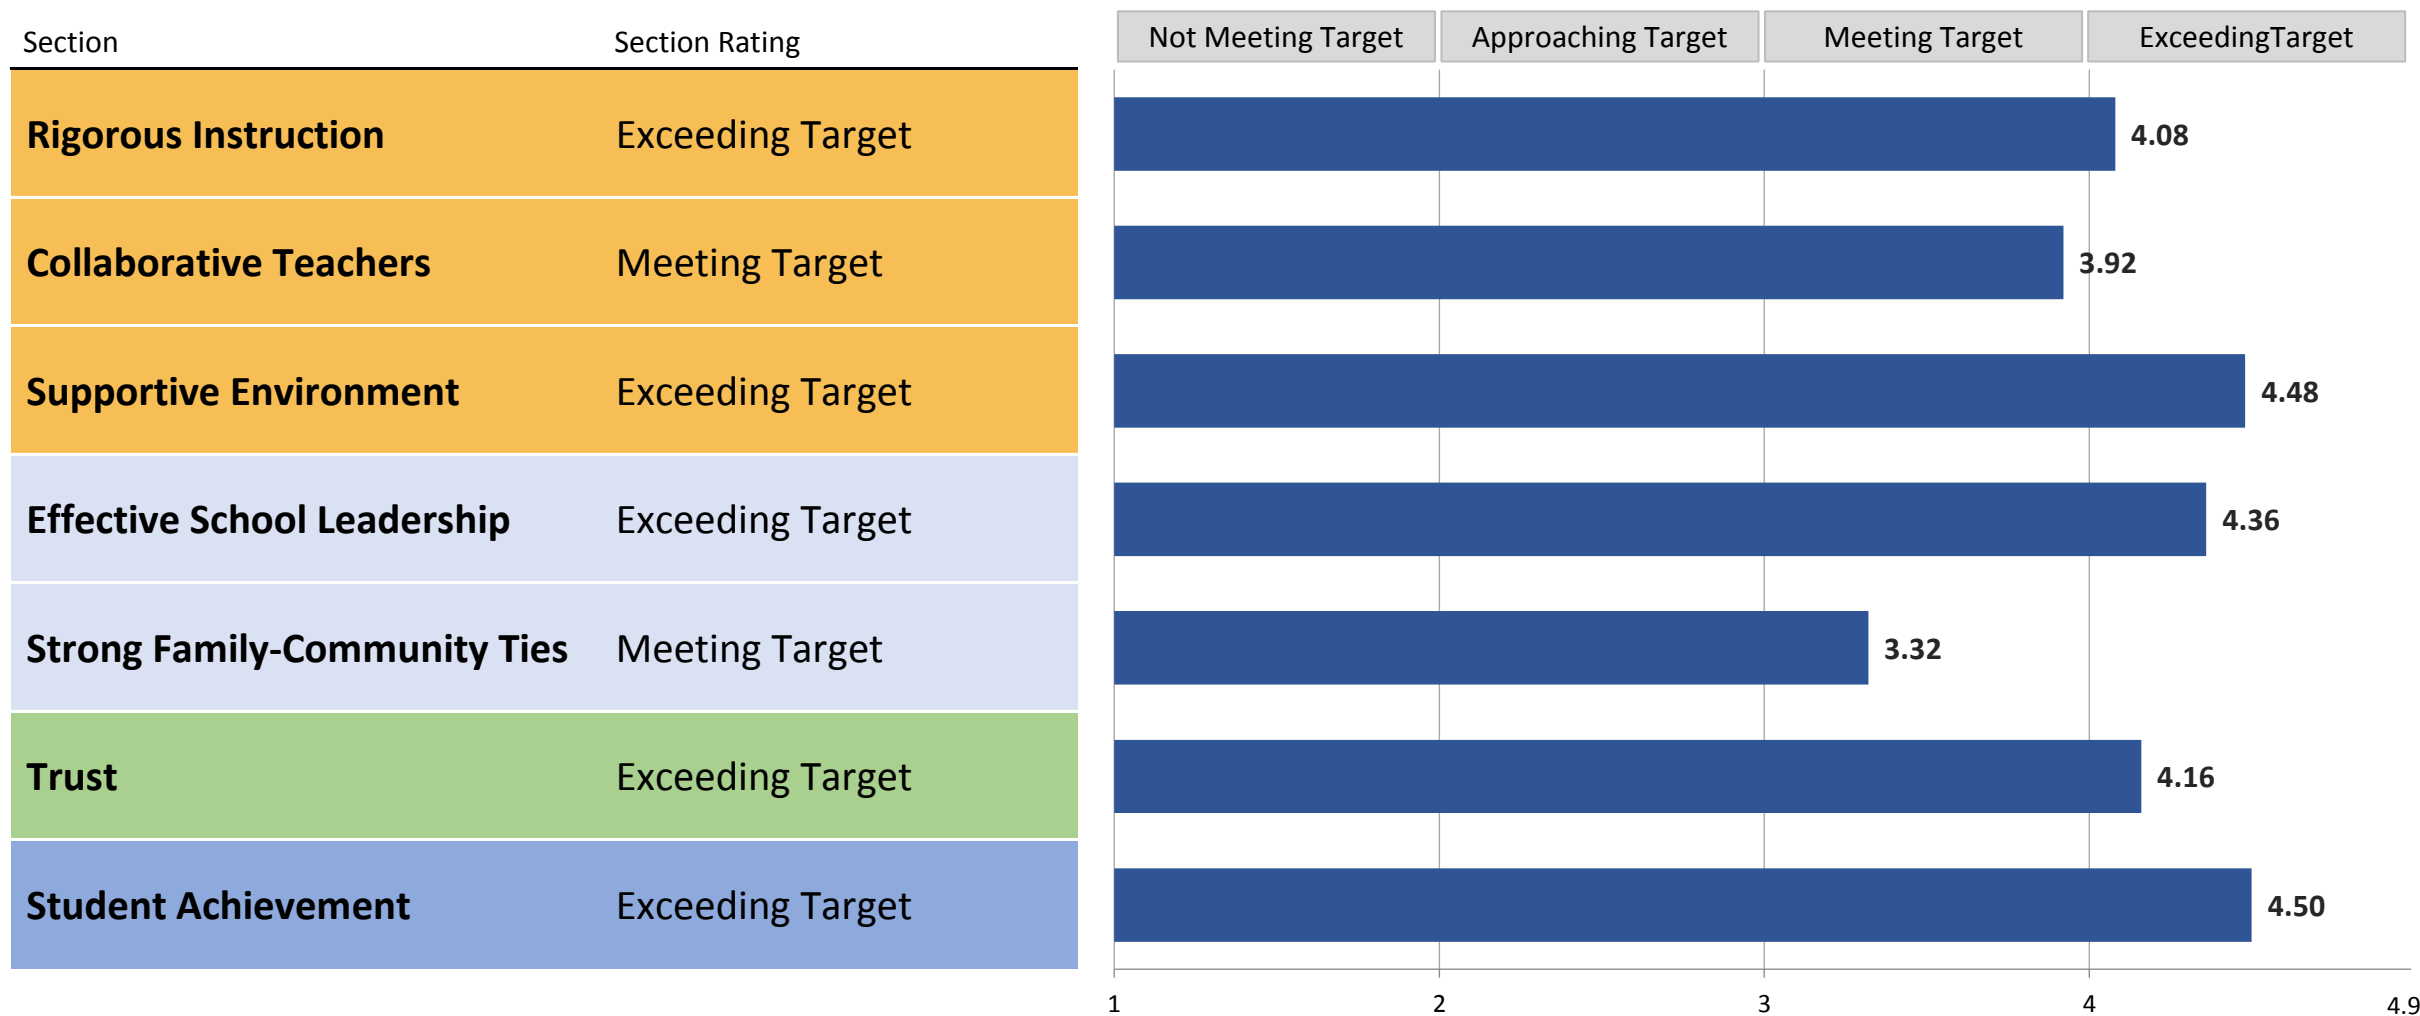 Section Section Rating Not Meeting Target Approaching Target Meeting Target ExceedingTarget
Rigorous Instruction Exceeding Target 4.08
Collaborative Teachers Meeting Target 3.92
Supportive Environment Exceeding Target 4.48
Effective School Leadership Exceeding Target 4.36
Strong Family-Community Ties Meeting Target 3.32
Trust Exceeding Target 4.16
Student Achievement Exceeding Target 4.50
1 2 3 4 4.9